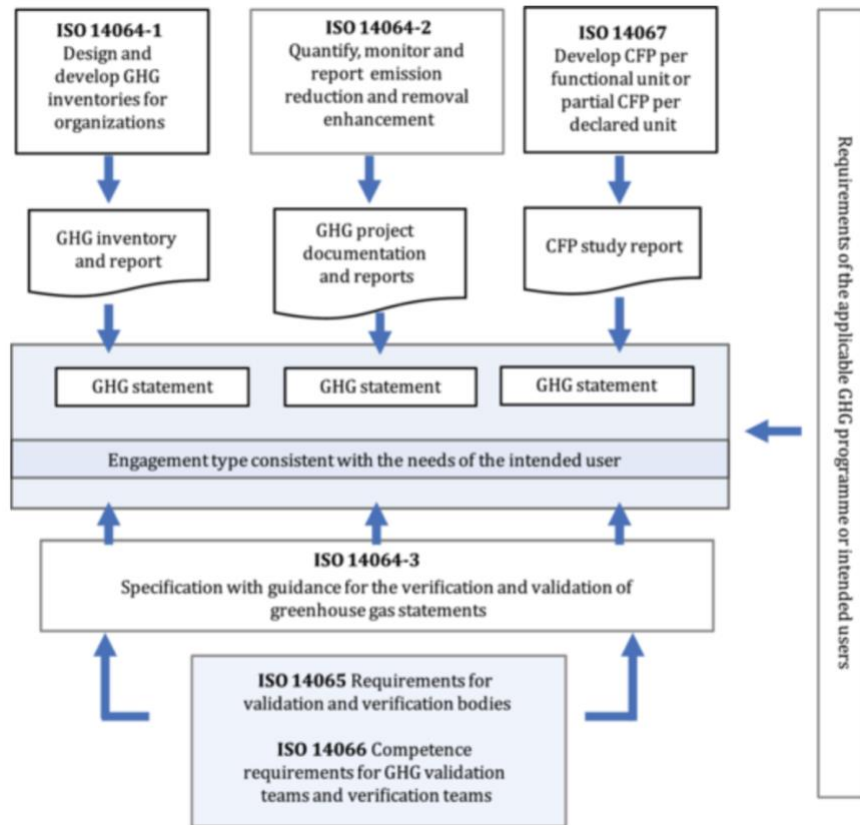 ISO 14064-1
Design and
develop GHG
inventories for
organizations
ISO 14064-2
Quantify, monitor and
report emission
reduction and removal
enhancement
ISO 14067
Develop CFP per
functional unit or
partial CFP per
declared unit
GHG inventory
and report
GHG project
documentation
and reports
CFP study report
GHG statement
GHG statement
GHG statement
Engagement type consistent with the needs of the intended user
ISO 14064-3
Specification with guidance for the verification and validation of
greenhouse gas statements
ISO 14065 Requirements for
validation and verification bodies
ISO 14066 Competence
requirements for GHG validation
teams and verification teams
Requirements of the applicable GHG programme or intended users